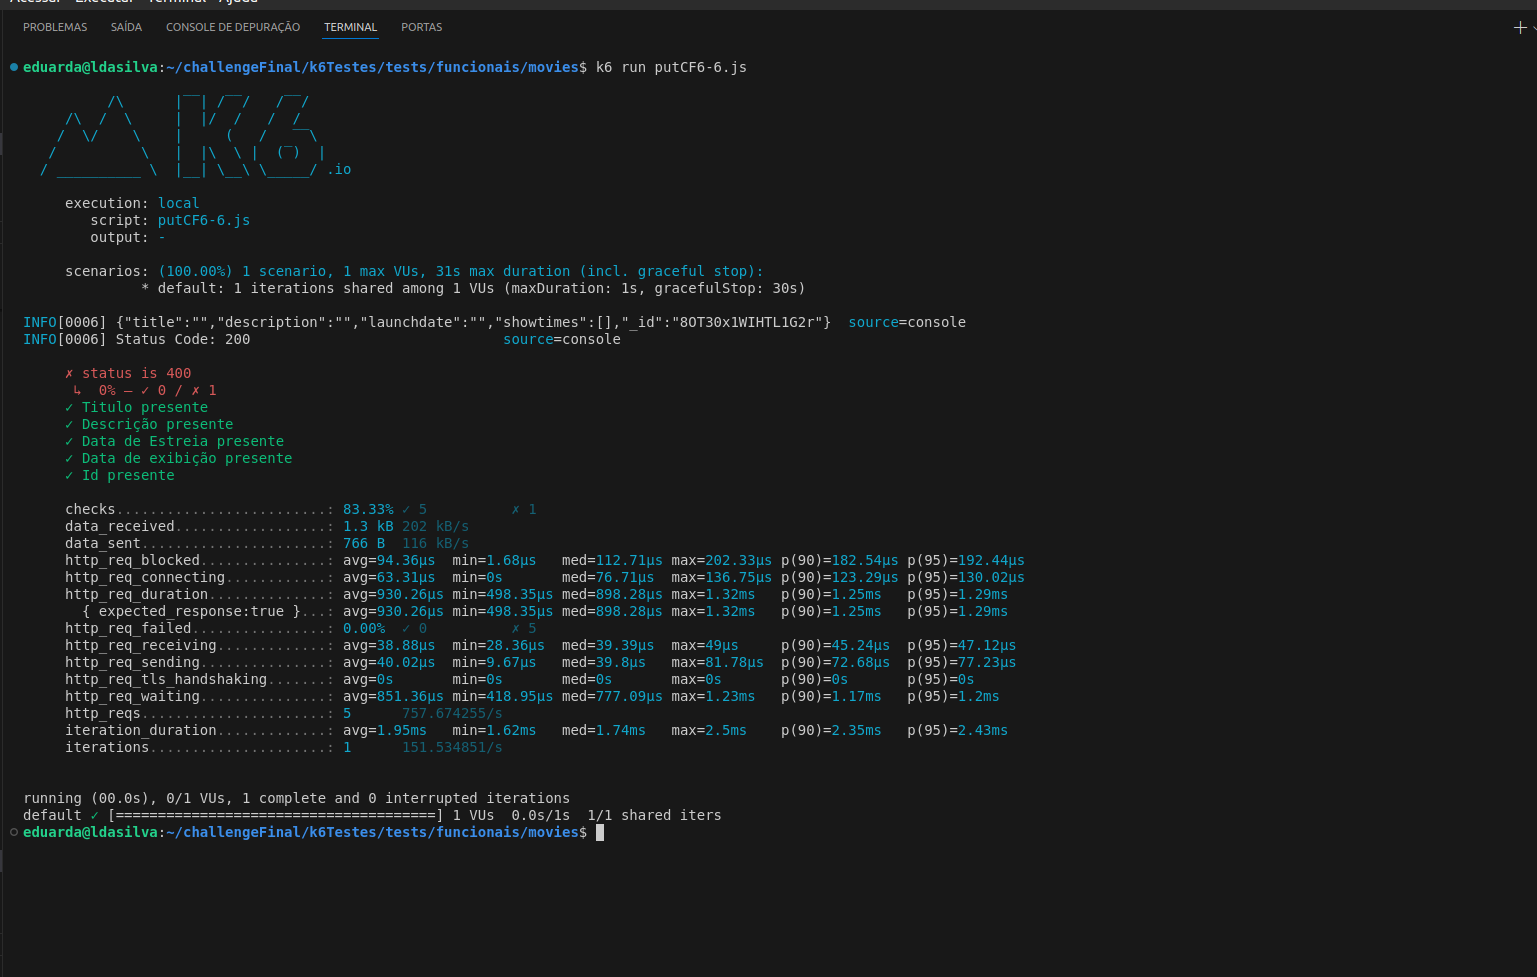 Acessar Executar Terminal Ajuda
PROBLEMAS SAÍDA CONSOLE DE DEPURAÇÃO TERMINAL PORTAS
eduarda@ldasilva:~/challengeFinal/k6Testes/tests/funcionais/movies$ k6 run putCF6-6.js
          /\      |‾‾| /‾‾/   /‾‾/
     /\  /  \     |  |/  /   /  /
    /  \/    \    |     (   /   ‾‾\
   /          \   |  |\  \ |  (‾)  |
  / __________ \  |__| \__\ \_____/ .io
execution: local
script: putCF6-6.js
output: -
scenarios: (100.00%) 1 scenario, 1 max VUs, 31s max duration (incl. graceful stop):
* default: 1 iterations shared among 1 VUs (maxDuration: 1s, gracefulStop: 30s)
INFO[0006] {"title":"","description":"","launchdate":"","showtimes":[],"_id":"8OT30x1WIHTL1G2r"}  source=console
INFO[0006] Status Code: 200                              source=console
✗ status is 400
↳  0% — ✓ 0 / ✗ 1
✓ Titulo presente
✓ Descrição presente
✓ Data de Estreia presente
✓ Data de exibição presente
✓ Id presente
checks.........................: 83.33% ✓ 5          ✗ 1
data_received..................: 1.3 kB 202 kB/s
data_sent......................: 766 B  116 kB/s
http_req_blocked...............: avg=94.36µs  min=1.68µs   med=112.71µs max=202.33µs p(90)=182.54µs p(95)=192.44µs
http_req_connecting............: avg=63.31µs  min=0s       med=76.71µs  max=136.75µs p(90)=123.29µs p(95)=130.02µs
http_req_duration..............: avg=930.26µs min=498.35µs med=898.28µs max=1.32ms   p(90)=1.25ms   p(95)=1.29ms
{ expected_response:true }...: avg=930.26µs min=498.35µs med=898.28µs max=1.32ms   p(90)=1.25ms   p(95)=1.29ms
http_req_failed................: 0.00%  ✓ 0          ✗ 5
http_req_receiving.............: avg=38.88µs  min=28.36µs  med=39.39µs  max=49µs     p(90)=45.24µs  p(95)=47.12µs
http_req_sending...............: avg=40.02µs  min=9.67µs   med=39.8µs   max=81.78µs  p(90)=72.68µs  p(95)=77.23µs
http_req_tls_handshaking.......: avg=0s       min=0s       med=0s       max=0s       p(90)=0s       p(95)=0s
http_req_waiting...............: avg=851.36µs min=418.95µs med=777.09µs max=1.23ms   p(90)=1.17ms   p(95)=1.2ms
http_reqs......................: 5      757.674255/s
iteration_duration.............: avg=1.95ms   min=1.62ms   med=1.74ms   max=2.5ms    p(90)=2.35ms   p(95)=2.43ms
iterations.....................: 1      151.534851/s
running (00.0s), 0/1 VUs, 1 complete and 0 interrupted iterations
default ✓ [======================================] 1 VUs  0.0s/1s  1/1 shared iters
eduarda@ldasilva:~/challengeFinal/k6Testes/tests/funcionais/movies$